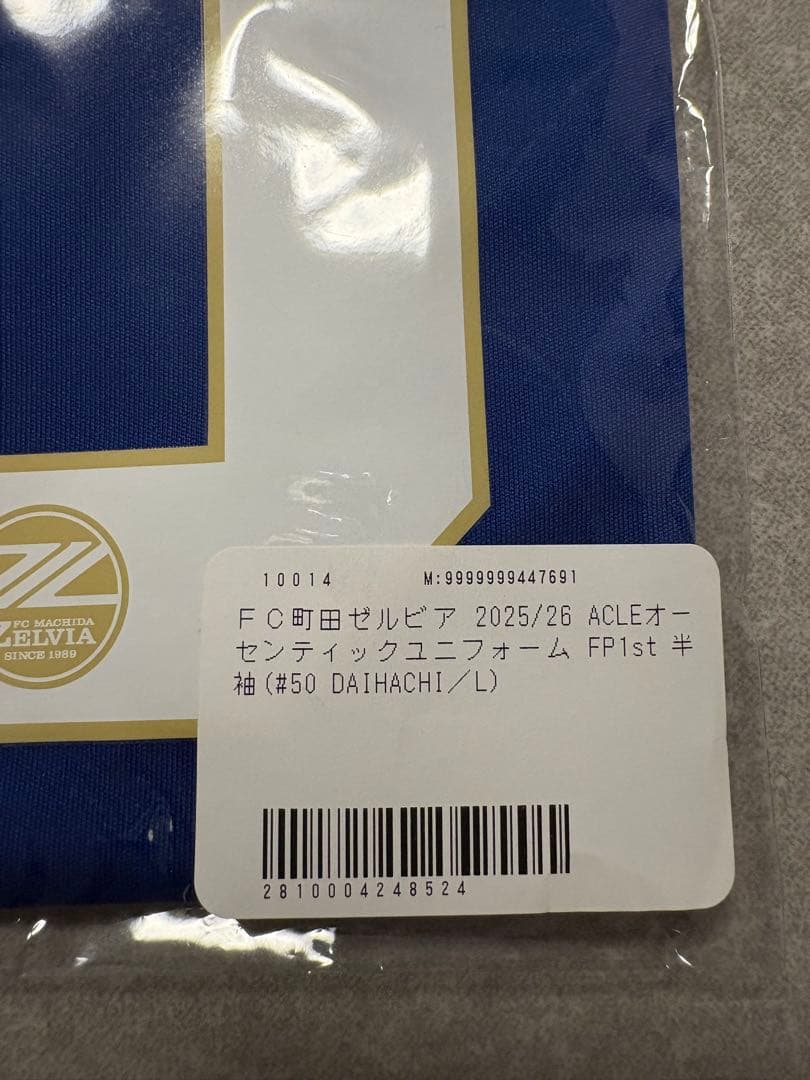 FC MACHIDA
ZELVIA
SINCE 1989
10014 M:9999999447691
FC町田ゼルビア 2025/26 ACLEオー
センティックユニフォーム FP1st 半
袖(#50 DAIHACHI/L)
2810004248524